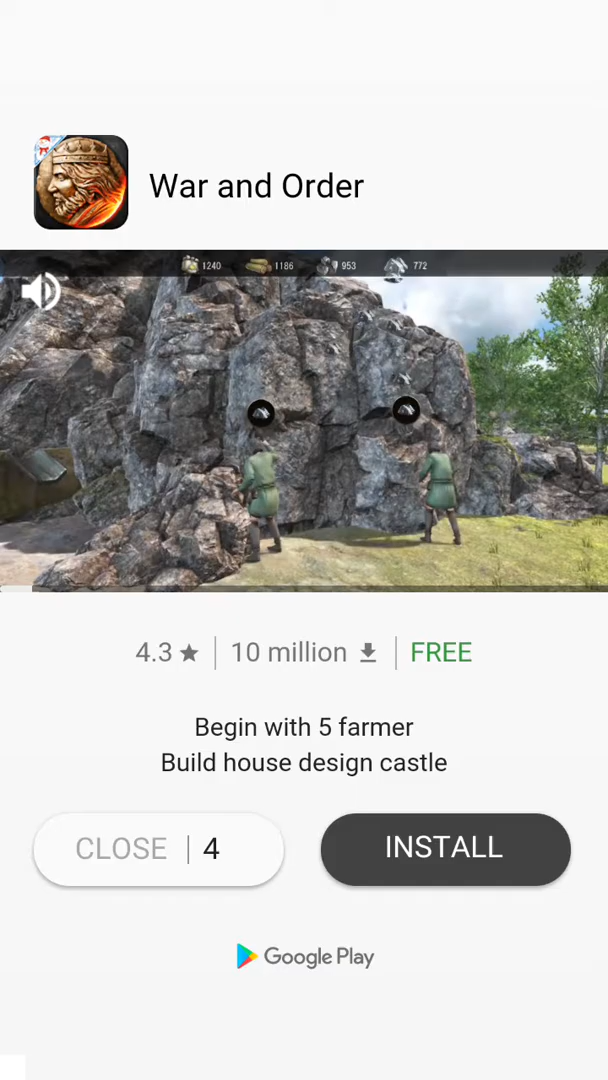 War and Order
1240 1186 953 772
4.3 ★ | 10 million | FREE
Begin with 5 farmer
Build house design castle
CLOSE | 4
INSTALL
Google Play